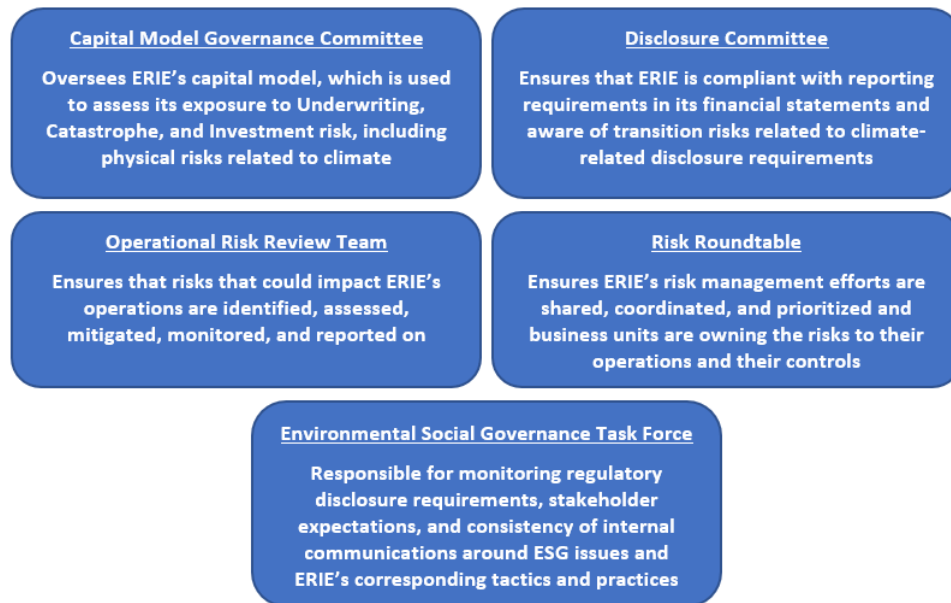 Capital Model Governance Committee
Oversees ERIE's capital model, which is used
to assess its exposure to Underwriting,
Catastrophe, and Investment risk, including
physical risks related to climate
Disclosure Committee
Ensures that ERIE is compliant with reporting
requirements in its financial statements and
aware of transition risks related to climate-
related disclosure requirements
Operational Risk Review Team
Ensures that risks that could impact ERIE's
operations are identified, assessed,
mitigated, monitored, and reported on
Risk Roundtable
Ensures ERIE's risk management efforts are
shared, coordinated, and prioritized and
business units are owning the risks to their
operations and their controls
Environmental Social Governance Task Force
Responsible for monitoring regulatory
disclosure requirements, stakeholder
expectations, and consistency of internal
communications around ESG issues and
ERIE's corresponding tactics and practices